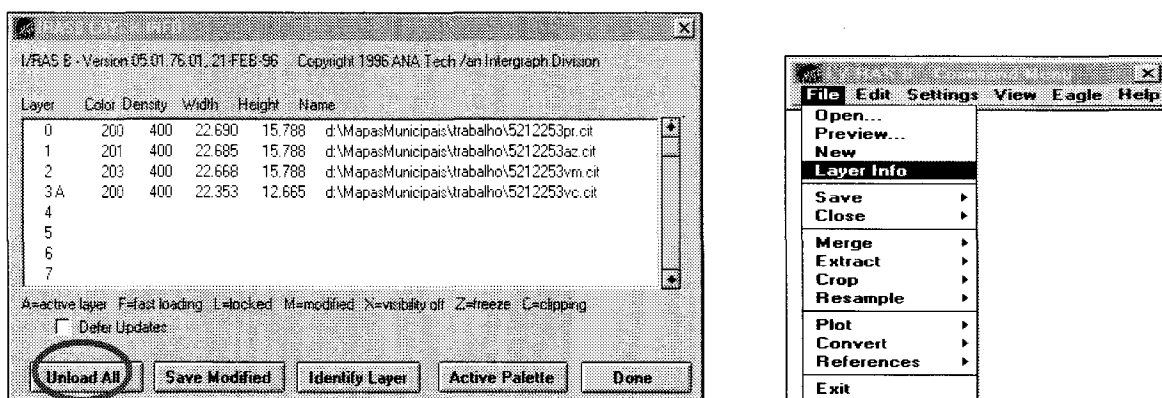 I/RAS B - Version 05.01.76.01, 21-FEB-96 Copyright 1996 ANA Tech /an Intergraph Division
Layer Color Density Width Height Name
0 200 400 22.690 15.788 d:\MapasMunicipais\trabalho\5212253pr.cit
1 201 400 22.685 15.788 d:\MapasMunicipais\trabalho\5212253az.cit
2 203 400 22.668 15.788 d:\MapasMunicipais\trabalho\5212253vm.cit
3 A 200 400 22.353 12.665 d:\MapasMunicipais\trabalho\5212253vc.cit
4
5
6
7
A=active layer F=fast loading L=locked M=modified X=visibility off Z=freeze C=clipping
Defer Updates
Unload All Save Modified Identify Layer Active Palette Done
File Edit Settings View Eagle Help
Open...
Preview...
New
Layer Info
Save
Close
Merge
Extract
Crop
Resample
Plot
Convert
References
Exit